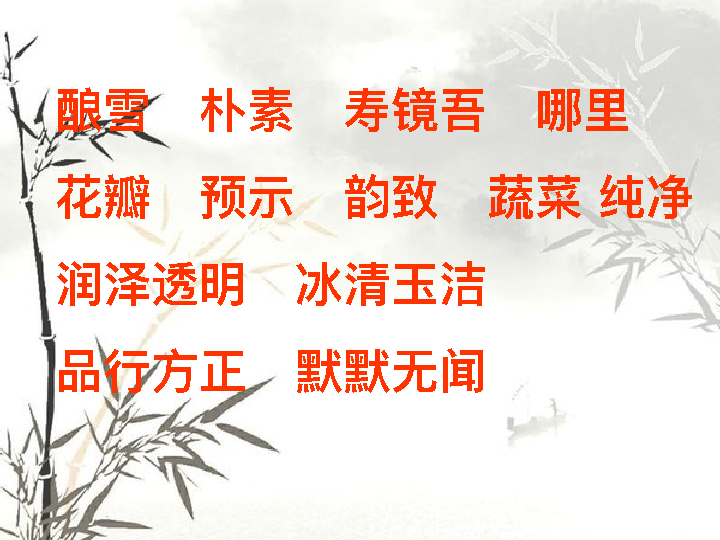 酿雪 朴素 寿镜吾 哪里
花瓣 预示 韵致 蔬菜 纯净
润泽透明 冰清玉洁
品行方正 默默无闻